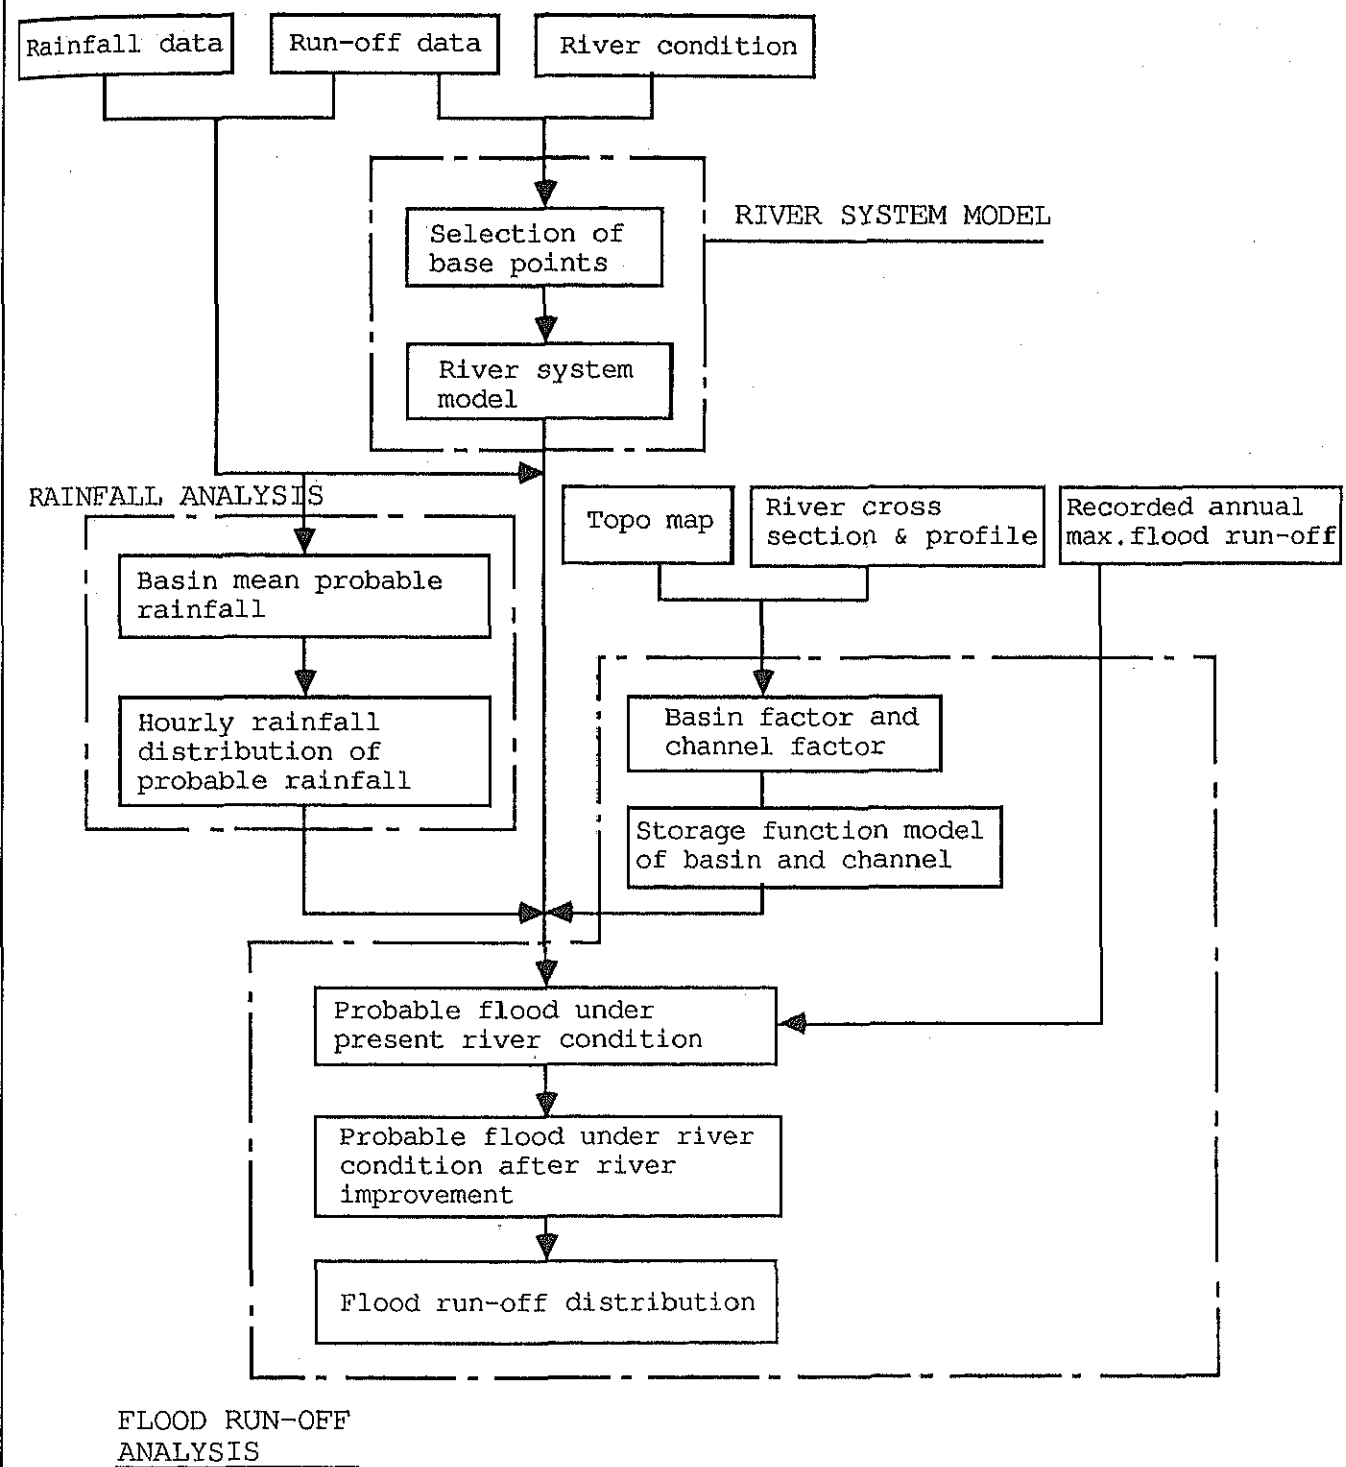 Rainfall data
Run-off data
River condition
Selection of
base points
RIVER SYSTEM MODEL
River system
model
RAINFALL ANALYSIS
Topo map
River cross
section & profile
Recorded annual
max.flood run-off
Basin mean probable
rainfall
Hourly rainfall
distribution of
probable rainfall
Basin factor and
channel factor
Storage function model
of basin and channel
Probable flood under
present river condition
Probable flood under river
condition after river
improvement
Flood run-off distribution
FLOOD RUN-OFF
ANALYSIS